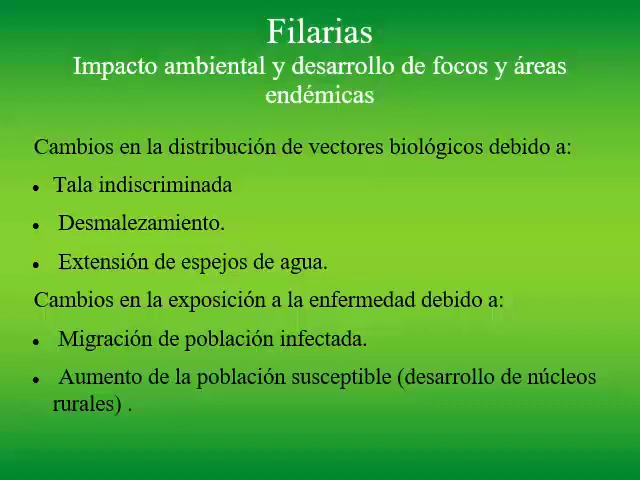 Filarias
Impacto ambiental y desarrollo de focos y áreas
endémicas
Cambios en la distribución de vectores biológicos debido a:
● Tala indiscriminada
● Desmalezamiento.
● Extensión de espejos de agua.
Cambios en la exposición a la enfermedad debido a:
● Migración de población infectada.
● Aumento de la población susceptible (desarrollo de núcleos
rurales) .